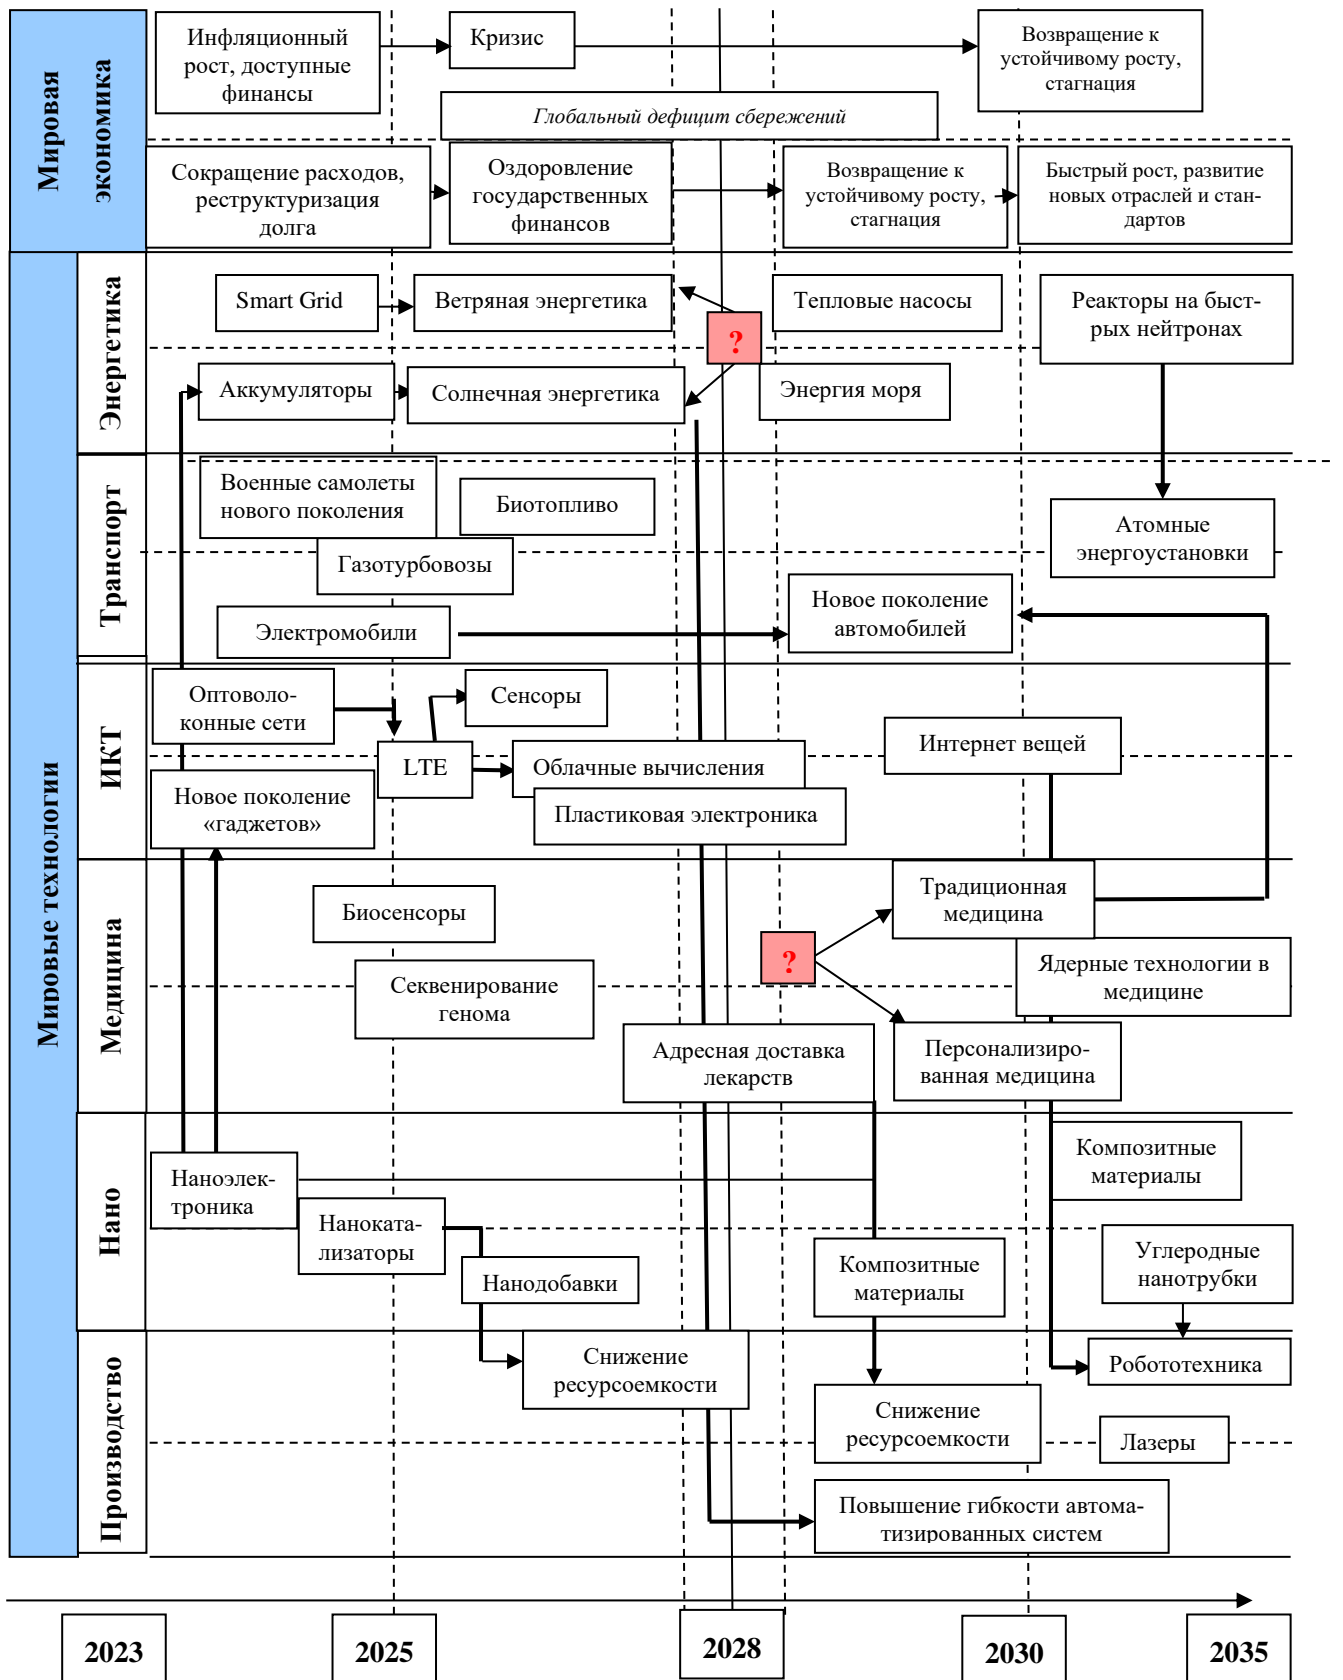 Мировая
экономика
Инфляционный
рост, доступные
финансы
Кризис
Возвращение к
устойчивому росту,
стагнация
Глобальный дефицит сбережений
Сокращение расходов,
реструктуризация
долга
Оздоровление
государственных
финансов
Возвращение к
устойчивому росту,
стагнация
Быстрый рост, развитие
новых отраслей и стан-
дартов
Мировые технологии
Энергетика
Smart Grid
Ветряная энергетика
?
Тепловые насосы
Реакторы на быст-
рых нейтронах
Аккумуляторы
Солнечная энергетика
Энергия моря
Транспорт
Военные самолеты
нового поколения
Биотопливо
Атомные
энергоустановки
Газотурбовозы
Электромобили
Новое поколение
автомобилей
ИКТ
Оптоволо-
конные сети
Сенсоры
LTE
Облачные вычисления
Интернет вещей
Новое поколение
«гаджетов»
Пластиковая электроника
Медицина
Биосенсоры
Традиционная
медицина
?
Секвенирование
генома
Ядерные технологии в
медицине
Адресная доставка
лекарств
Персонализиро-
ванная медицина
Нано
Наноэлек-
троника
Композитные
материалы
Наноката-
лизаторы
Нанодобавки
Композитные
материалы
Углеродные
нанотрубки
Производство
Снижение
ресурсоемкости
Робототехника
Снижение
ресурсоемкости
Лазеры
Повышение гибкости автома-
тизированных систем
2023
2025
2028
2030
2035